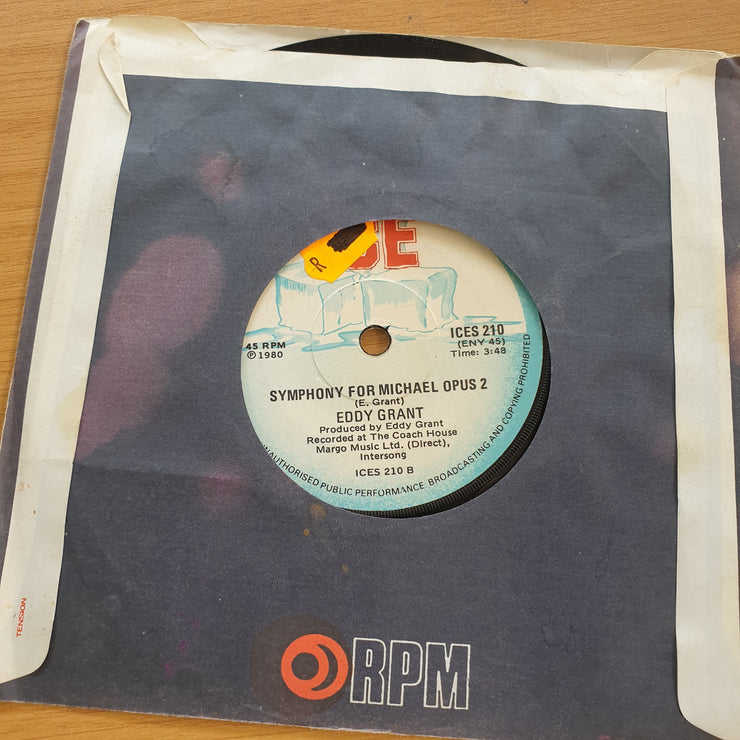 R
CE
45 RPM
℗ 1980
ICES 210
(ENY 45)
Time: 3:48
SYMPHONY FOR MICHAEL OPUS 2
(E. Grant)
EDDY GRANT
Produced by Eddy Grant
Recorded at The Coach House
Margo Music Ltd. (Direct),
Intersong
ICES 210 B
UNAUTHORISED PUBLIC PERFORMANCE BROADCASTING AND COPYING PROHIBITED
TENSION
RPM